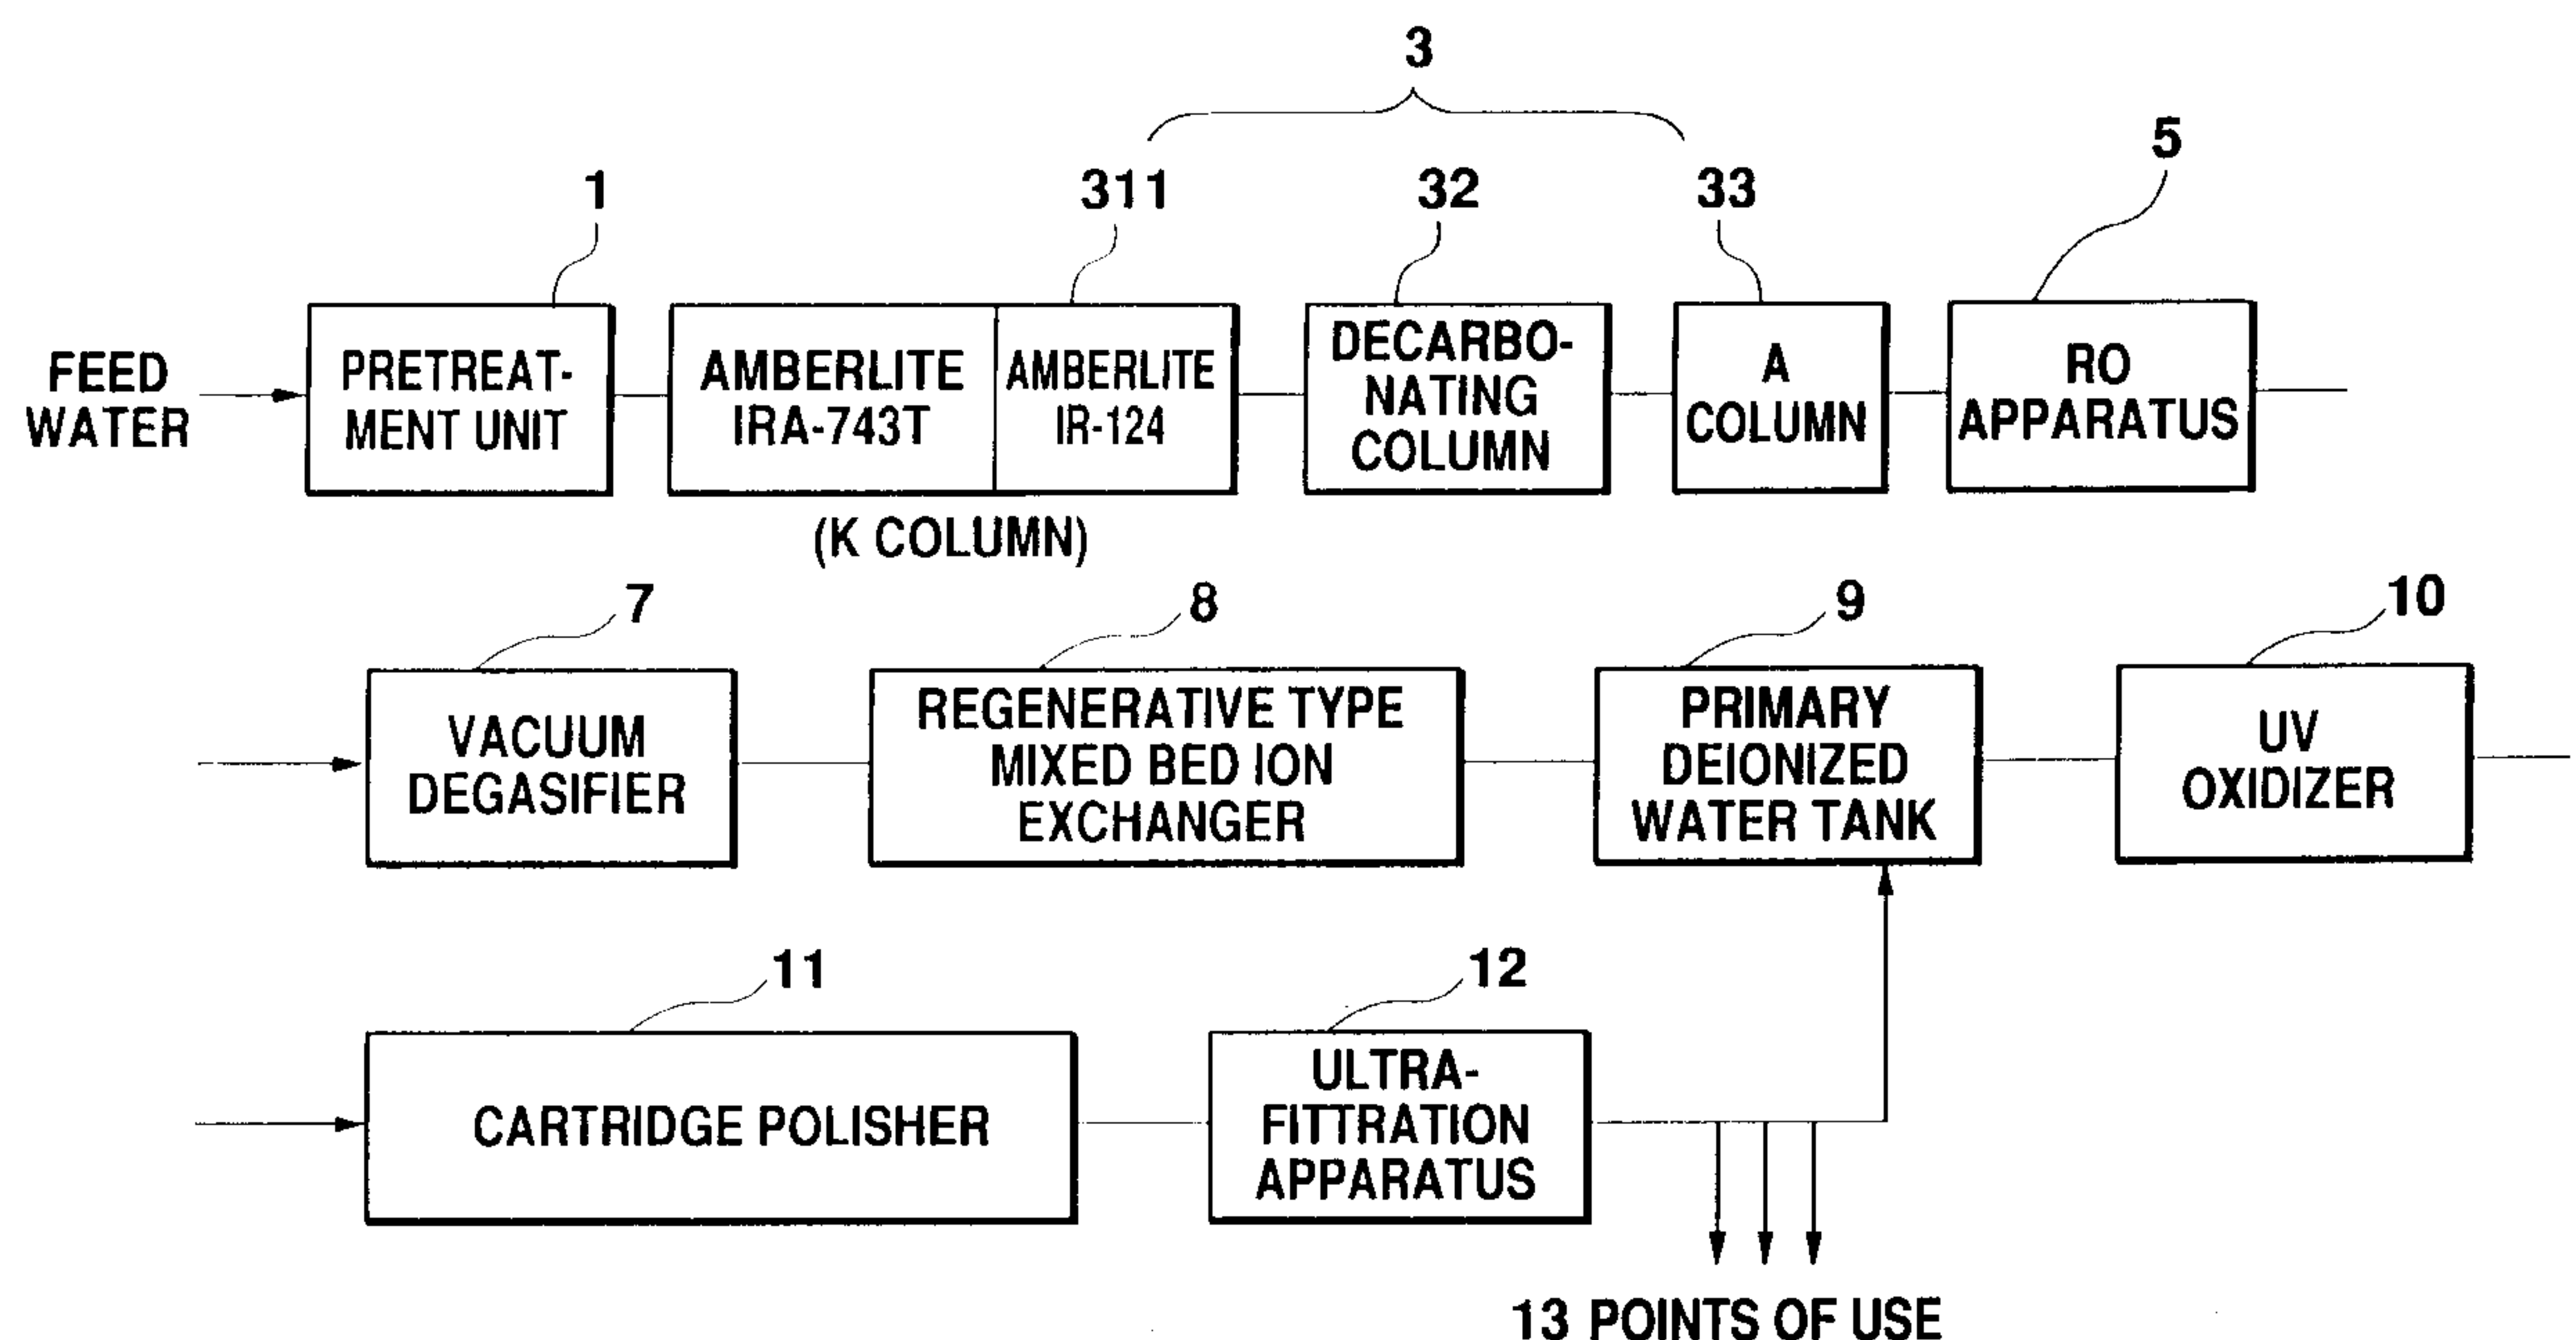 3
5
1
311
32
33
FEED
WATER
PRETREAT-
MENT UNIT
AMBERLITE
IRA-743T
AMBERLITE
IR-124
DECARBO-
NATING
COLUMN
A
COLUMN
RO
APPARATUS
(K COLUMN)
7
8
9
10
VACUUM
DEGASIFIER
REGENERATIVE TYPE
MIXED BED ION
EXCHANGER
PRIMARY
DEIONIZED
WATER TANK
UV
OXIDIZER
11
12
CARTRIDGE POLISHER
ULTRA-
FITTRATION
APPARATUS
13 POINTS OF USE